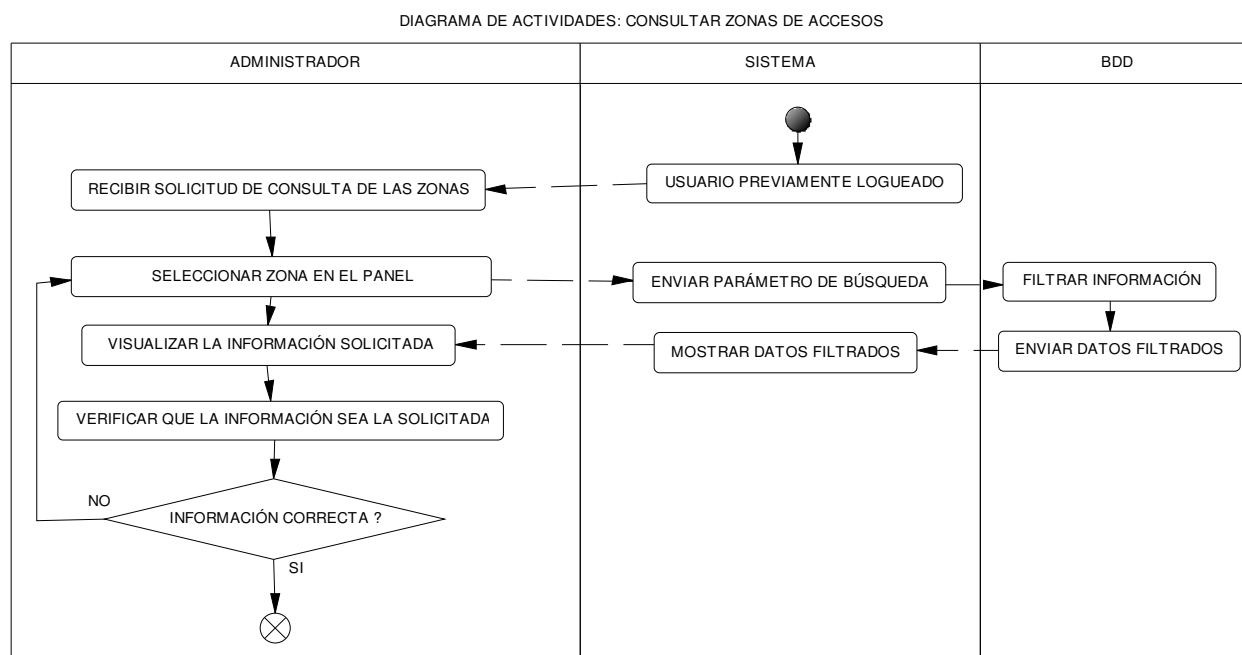 DIAGRAMA DE ACTIVIDADES: CONSULTAR ZONAS DE ACCESOS
ADMINISTRADOR
SISTEMA
BDD
USUARIO PREVIAMENTE LOGUEADO
RECIBIR SOLICITUD DE CONSULTA DE LAS ZONAS
SELECCIONAR ZONA EN EL PANEL
ENVIAR PARÁMETRO DE BÚSQUEDA
FILTRAR INFORMACIÓN
VISUALIZAR LA INFORMACIÓN SOLICITADA
MOSTRAR DATOS FILTRADOS
ENVIAR DATOS FILTRADOS
VERIFICAR QUE LA INFORMACIÓN SEA LA SOLICITADA
NO
INFORMACIÓN CORRECTA ?
SI